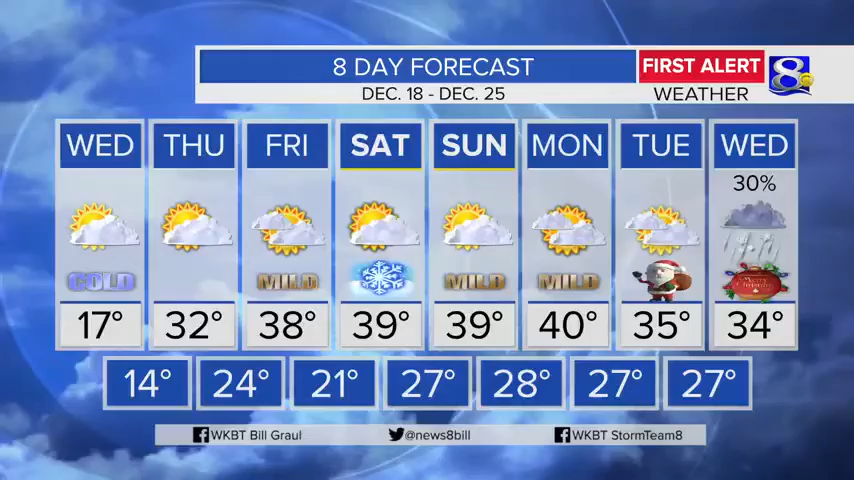 8 DAY FORECAST
FIRST ALERT
8
DEC. 18 - DEC. 25
WEATHER
WED THU FRI SAT SUN MON TUE WED
30%
COLD MILD MILD MILD
Merry Christmas
17° 32° 38° 39° 39° 40° 35° 34°
14° 24° 21° 27° 28° 27° 27°
WKBT Bill Graul @news8bill WKBT StormTeam8